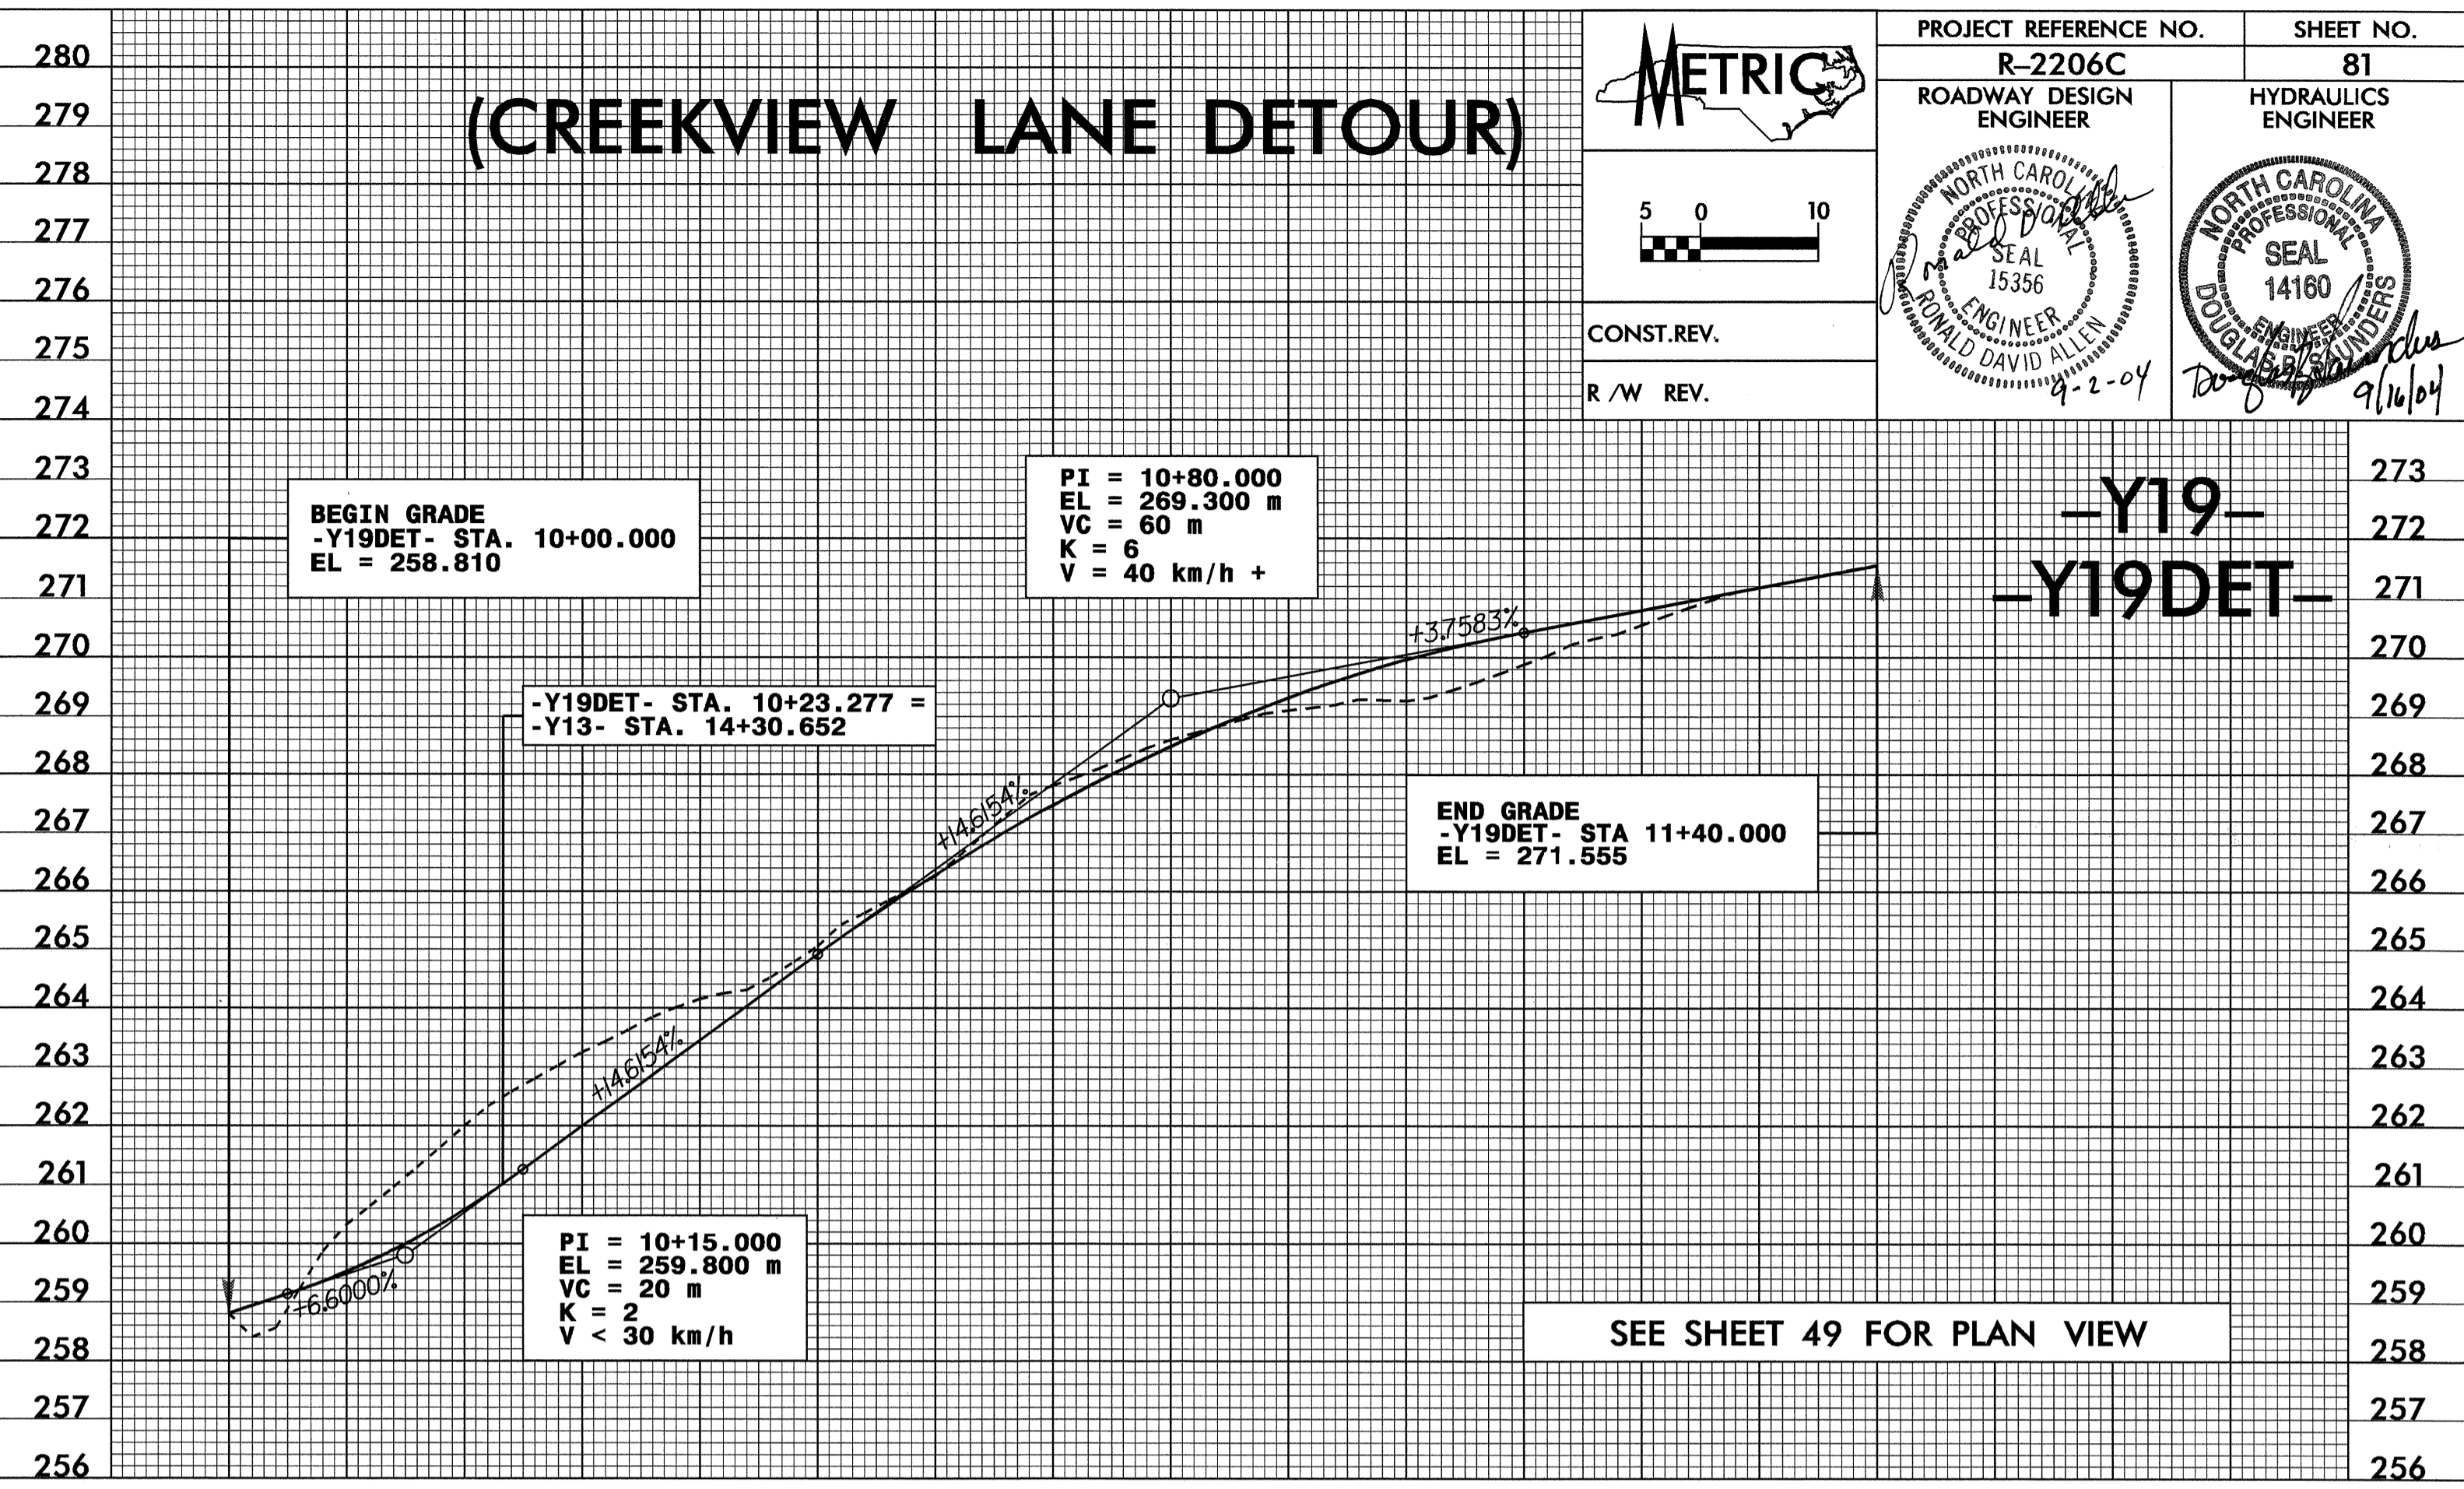 280
279
278
277
276
275
274
273
272
271
270
269
268
267
266
265
264
263
262
261
260
259
258
257
256
(CREEKVIEW LANE DETOUR)
METRIC
5 0 10
CONST.REV.
R/W REV.
PROJECT REFERENCE NO.
R-2206C
SHEET NO.
81
ROADWAY DESIGN
ENGINEER
NORTH CAROLINA
PROFESSIONAL
SEAL
15356
ENGINEER
RONALD DAVID ALLEN
9-2-04
HYDRAULICS
ENGINEER
NORTH CAROLINA
PROFESSIONAL
SEAL
14160
ENGINEER
DOUGLAS R. SAUNDERS
9/16/04
BEGIN GRADE
-Y19DET- STA. 10+00.000
EL = 258.810
PI = 10+80.000
EL = 269.300 m
VC = 60 m
K = 6
V = 40 km/h +
-Y19-
-Y19DET-
+3.7583%
-Y19DET- STA. 10+23.277 =
-Y13- STA. 14+30.652
+14.6154%
END GRADE
-Y19DET- STA 11+40.000
EL = 271.555
+14.6154%
+6.6000%
PI = 10+15.000
EL = 259.800 m
VC = 20 m
K = 2
V < 30 km/h
SEE SHEET 49 FOR PLAN VIEW
273
272
271
270
269
268
267
266
265
264
263
262
261
260
259
258
257
256